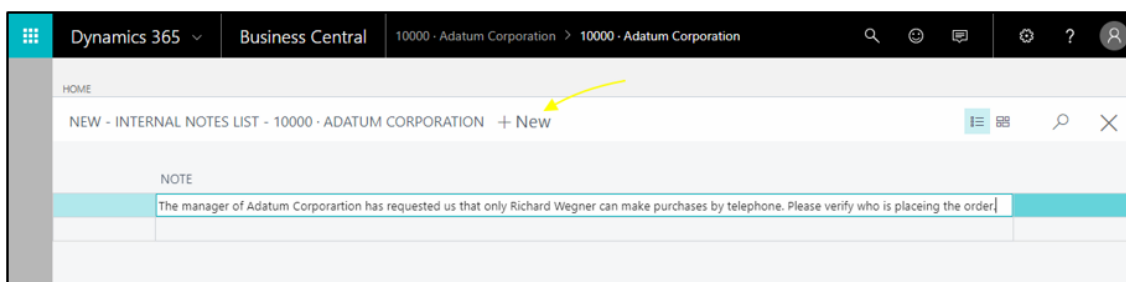 Dynamics 365 Business Central 10000 · Adatum Corporation > 10000 · Adatum Corporation ?
HOME
NEW - INTERNAL NOTES LIST - 10000 · ADATUM CORPORATION + New
NOTE
The manager of Adatum Corporartion has requested us that only Richard Wegner can make purchases by telephone. Please verify who is placeing the order.